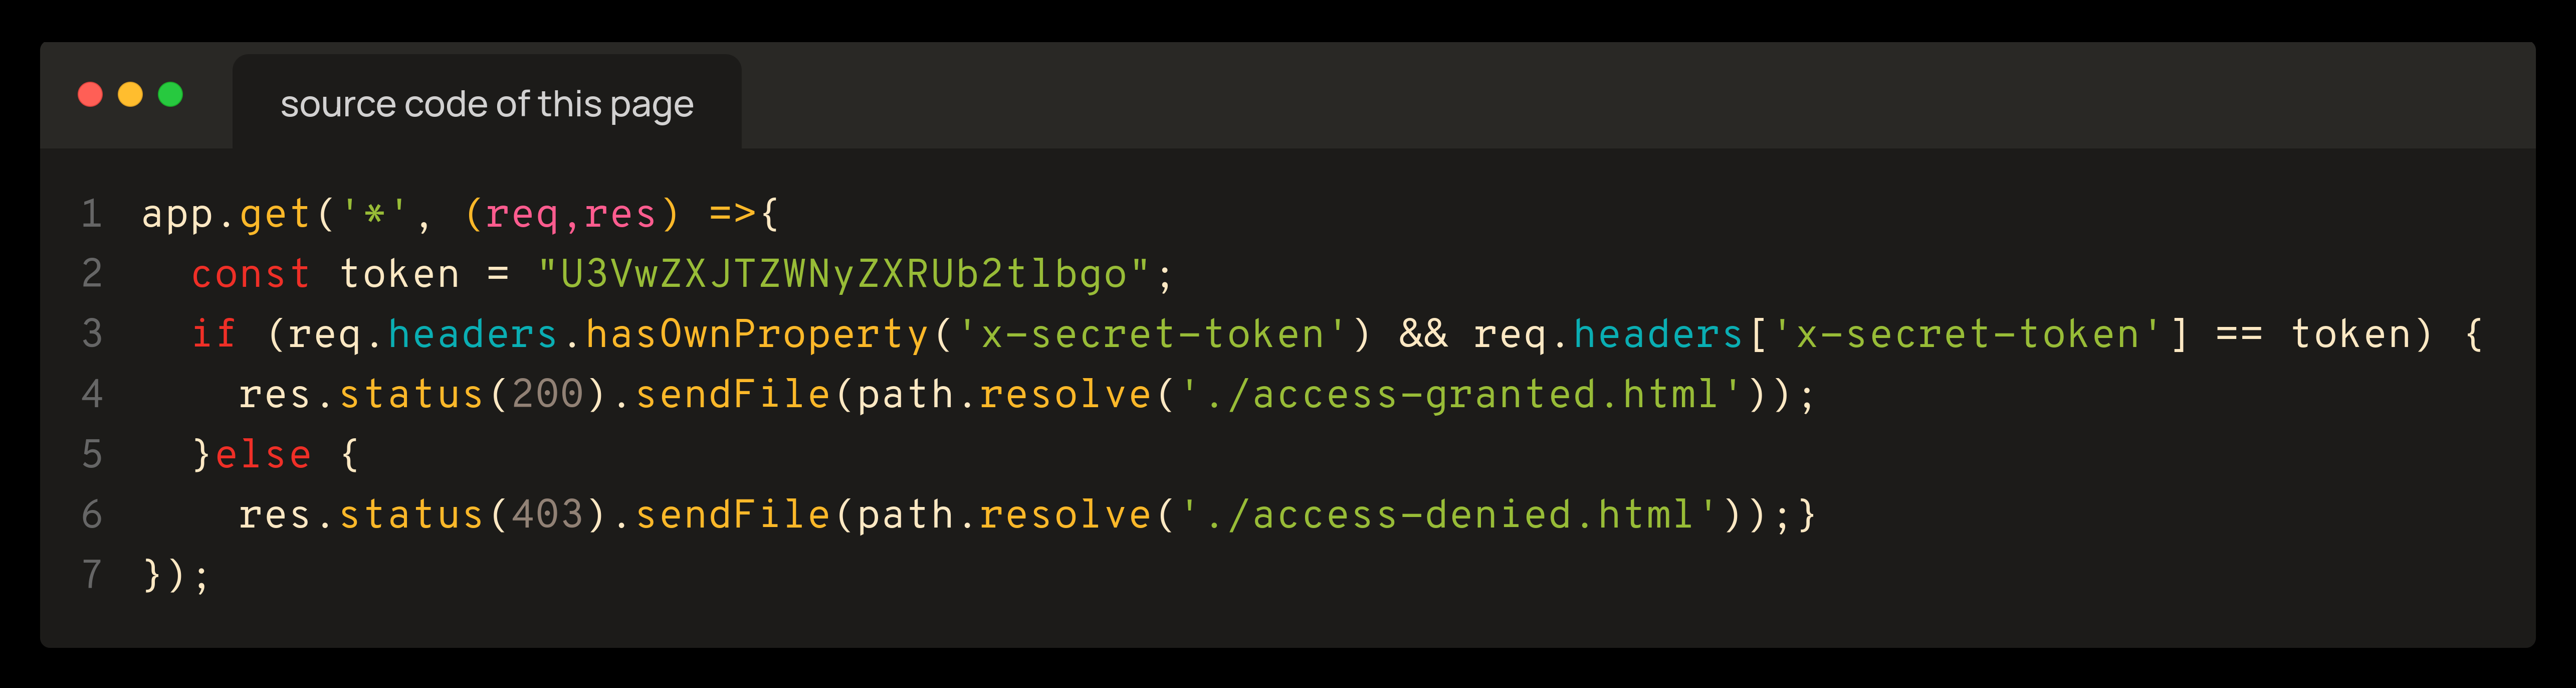 source code of this page
1 app.get('*', (req,res) =>{
2   const token = "U3VwZXJTZWNyZXRUb2tlbgo";
3   if (req.headers.hasOwnProperty('x-secret-token') && req.headers['x-secret-token'] == token) {
4     res.status(200).sendFile(path.resolve('./access-granted.html'));
5   }else {
6     res.status(403).sendFile(path.resolve('./access-denied.html'));}
7 });